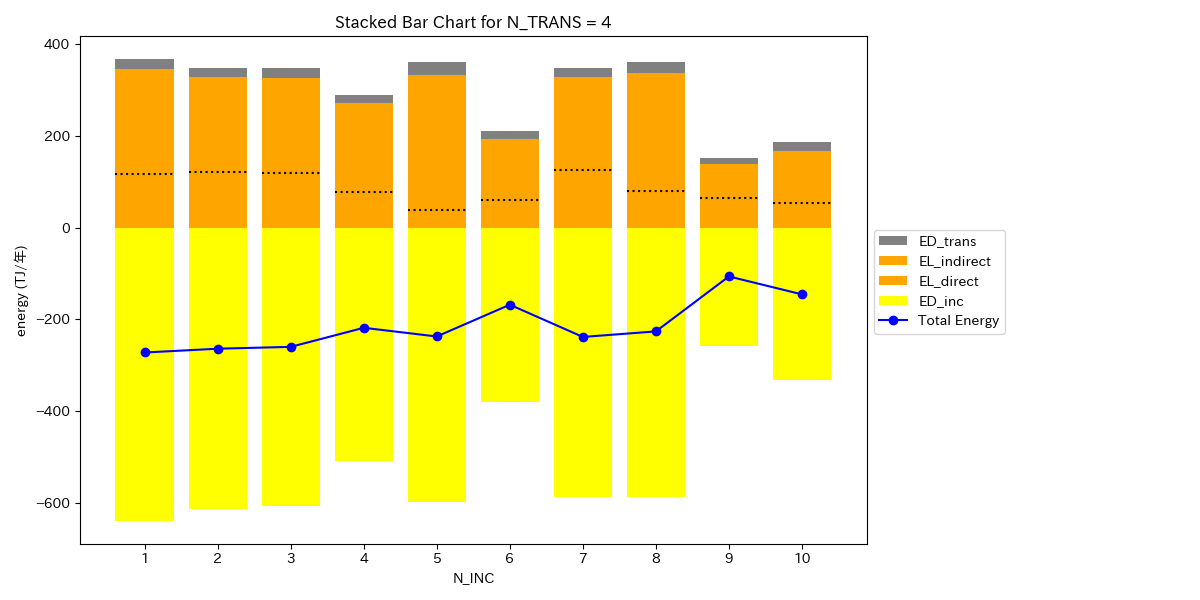 Stacked Bar Chart for N_TRANS = 4
energy (TJ/年)
400
200
0
−200
−400
−600
1 2 3 4 5 6 7 8 9 10
N_INC
ED_trans
EL_indirect
EL_direct
ED_inc
Total Energy